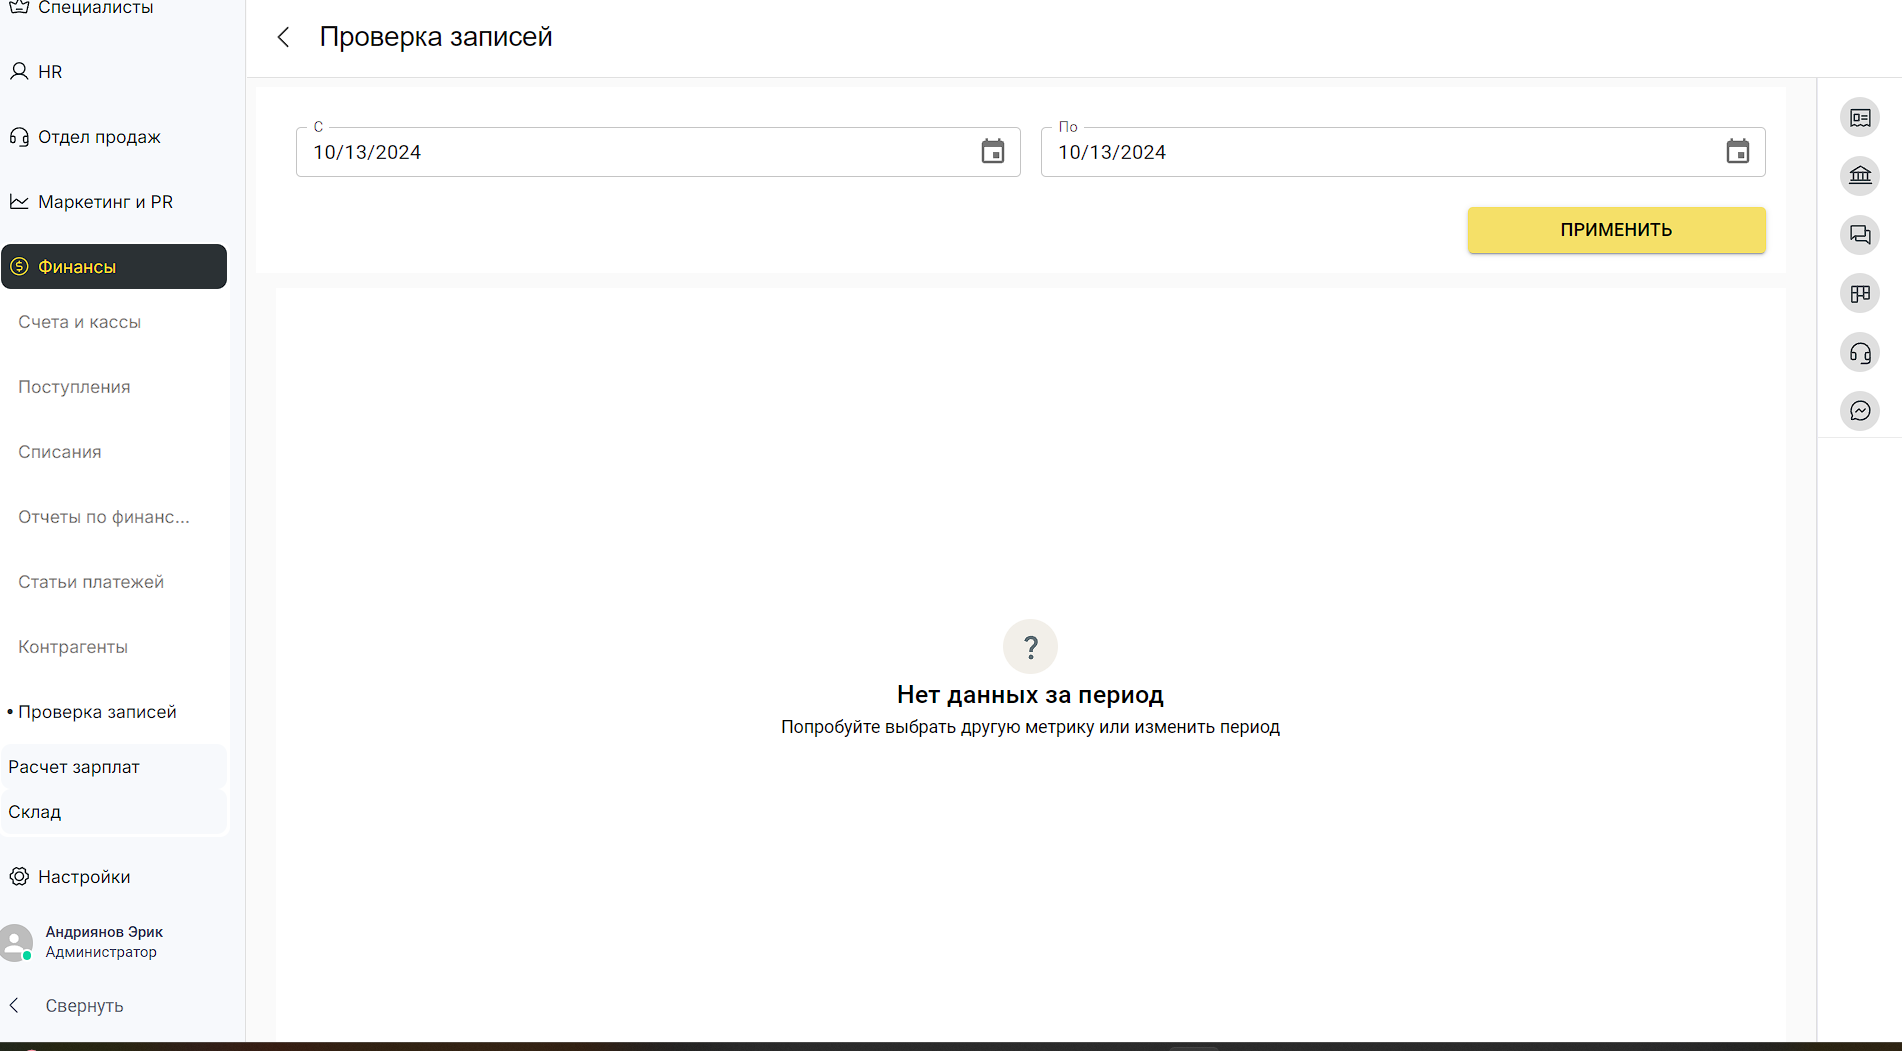 Специалисты
HR
Отдел продаж
Маркетинг и PR
Финансы
Счета и кассы
Поступления
Списания
Отчеты по финанс...
Статьи платежей
Контрагенты
• Проверка записей
Расчет зарплат
Склад
Настройки
Андриянов Эрик
Администратор
Свернуть
Проверка записей
С
10/13/2024
По
10/13/2024
ПРИМЕНИТЬ
?
Нет данных за период
Попробуйте выбрать другую метрику или изменить период